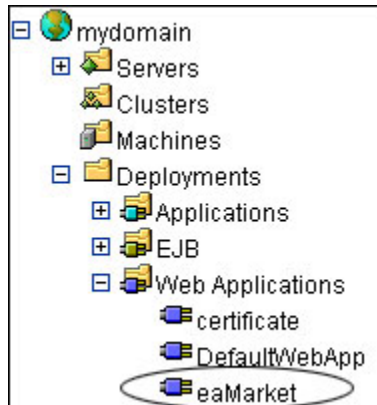 mydomain
Servers
Clusters
Machines
Deployments
Applications
EJB
Web Applications
certificate
DefaultWebApp
eaMarket